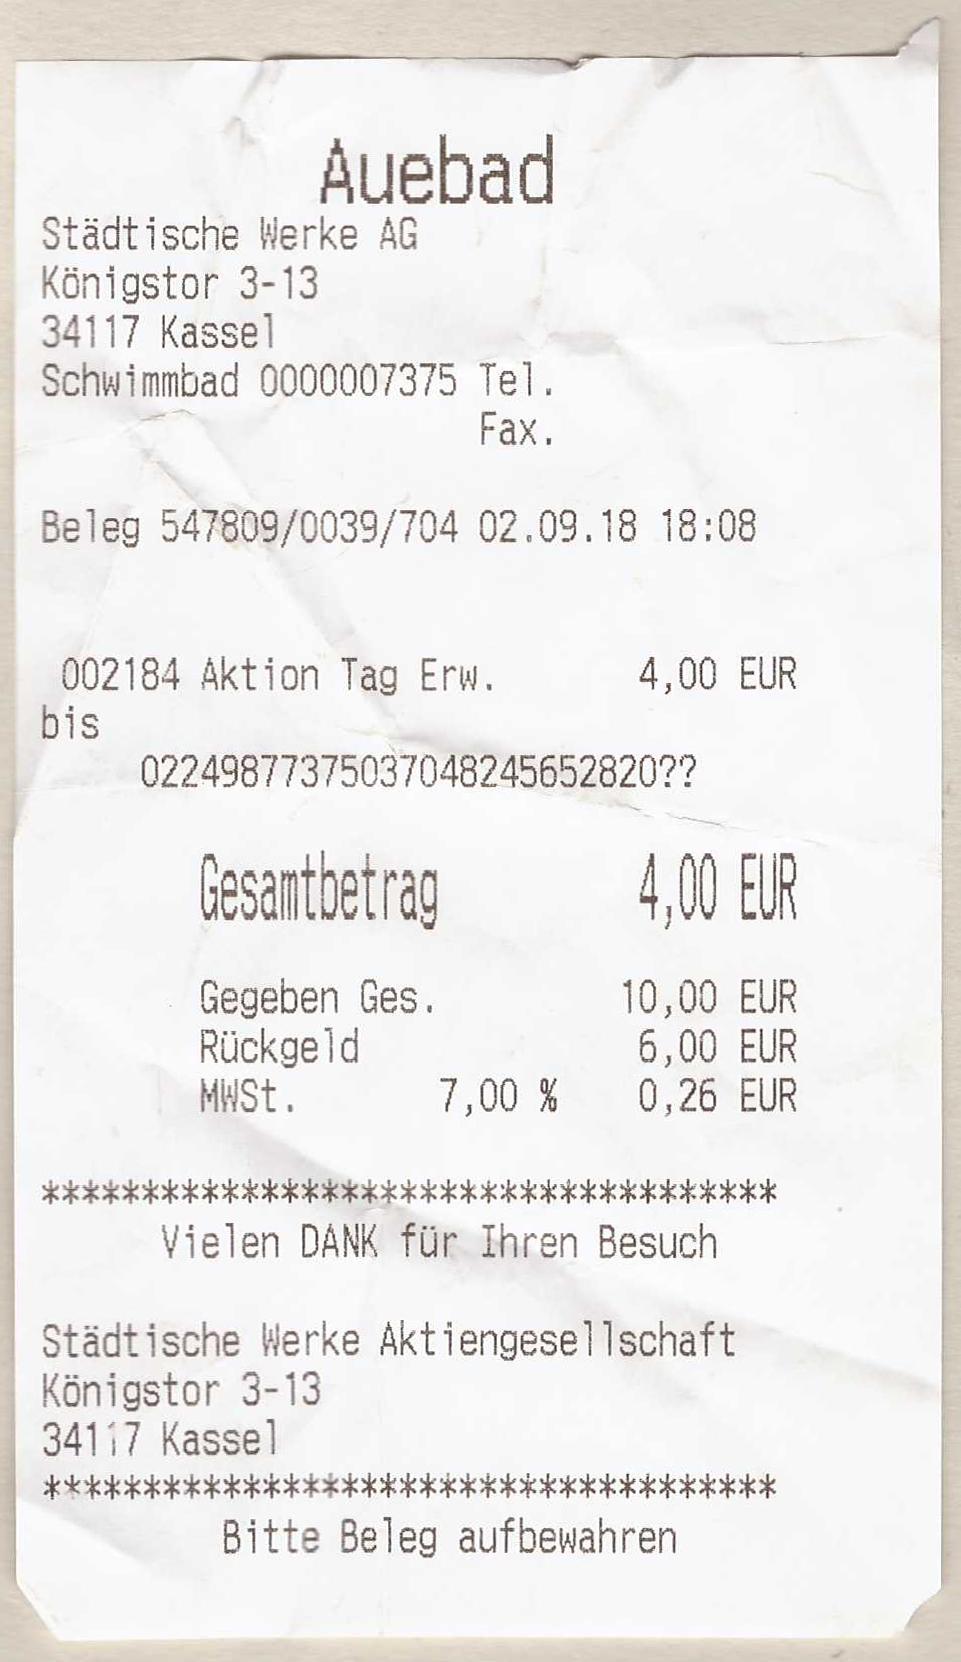 Auebad
Städtische Werke AG
Königstor 3-13
34117 Kassel
Schwimmbad 0000007375 Tel.
Fax.
Beleg 547809/0039/704 02.09.18 18:08
002184 Aktion Tag Erw. 4,00 EUR
bis
02249877375037048245652820??
Gesamtbetrag 4,00 EUR
Gegeben Ges. 10,00 EUR
Rückgeld 6,00 EUR
MWSt. 7,00 % 0,26 EUR
*************************************
Vielen DANK für Ihren Besuch
Städtische Werke Aktiengesellschaft
Königstor 3-13
34117 Kassel
*************************************
Bitte Beleg aufbewahren